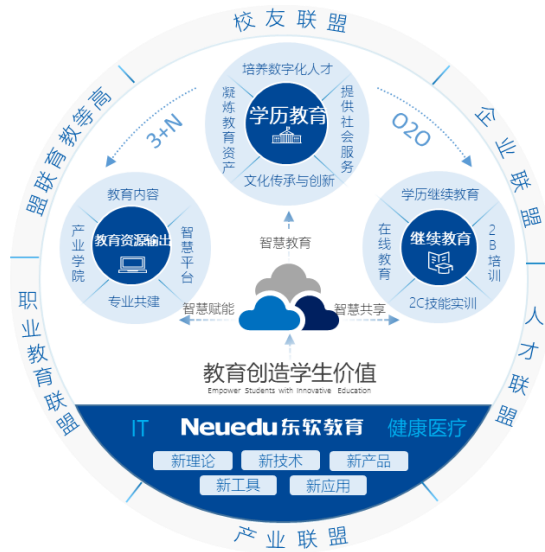 校友联盟
企业联盟
人才联盟
产业联盟
职业教育联盟
高等教育联盟
培养数字化人才
凝炼教育资产
学历教育
提供社会服务
文化传承与创新
3+N
O2O
教育内容
产业学院
教育资源输出
智慧平台
专业共建
学历继续教育
在线教育
继续教育
2B培训
2C技能实训
智慧教育
智慧赋能
智慧共享
教育创造学生价值
Empower Students with Innovative Education
IT
Neuedu东软教育
健康医疗
新理论
新技术
新产品
新工具
新应用